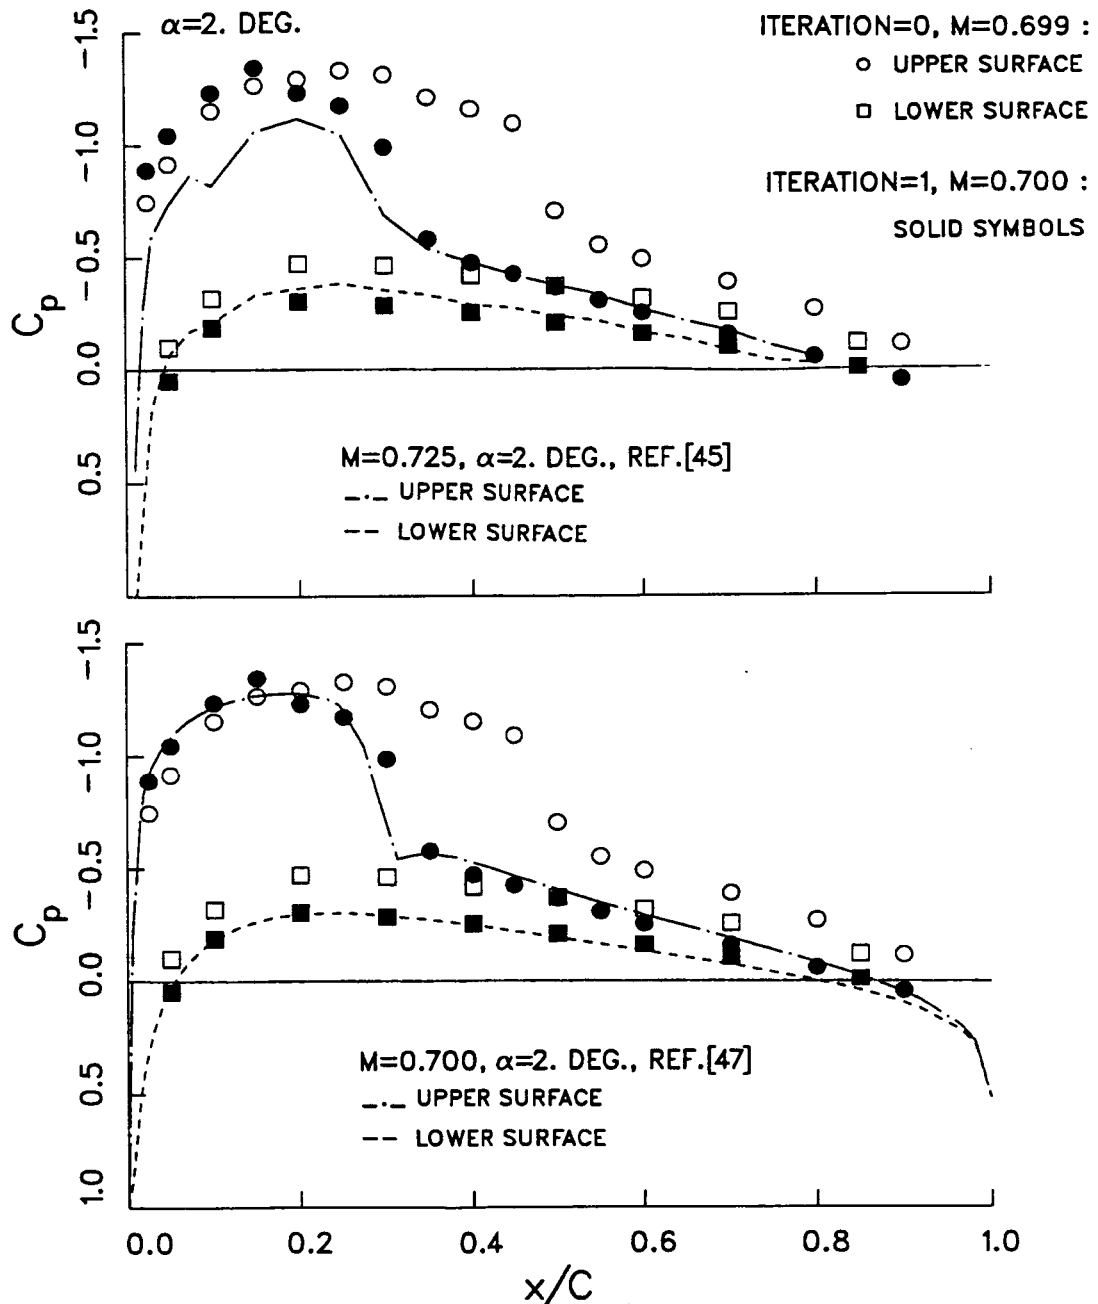 α=2. DEG.
ITERATION=0, M=0.699 :
○ UPPER SURFACE
□ LOWER SURFACE
ITERATION=1, M=0.700 :
SOLID SYMBOLS
-1.5
-1.0
-0.5
0.0
0.5
Cp
M=0.725, α=2. DEG., REF.[45]
UPPER SURFACE
LOWER SURFACE
-1.5
-1.0
-0.5
0.0
0.5
1.0
Cp
M=0.700, α=2. DEG., REF.[47]
UPPER SURFACE
LOWER SURFACE
0.0 0.2 0.4 0.6 0.8 1.0
x/C